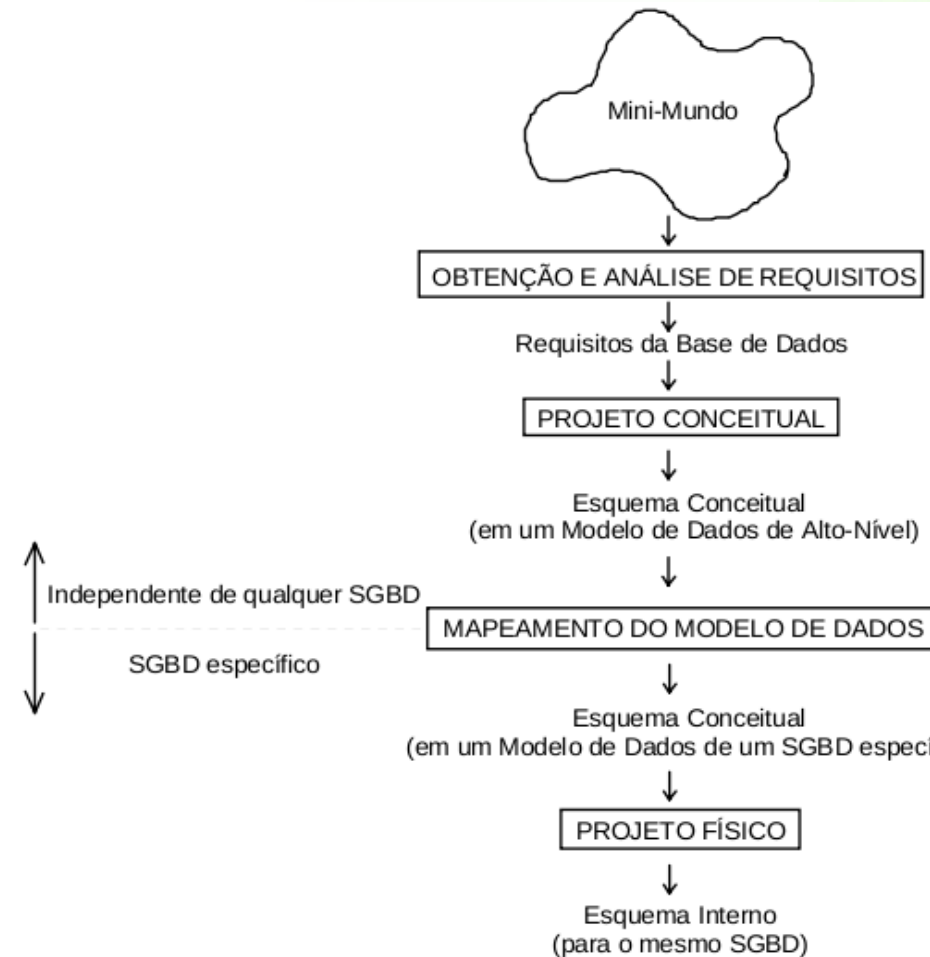 Mini-Mundo
OBTENÇÃO E ANÁLISE DE REQUISITOS
Requisitos da Base de Dados
PROJETO CONCEITUAL
Esquema Conceitual
(em um Modelo de Dados de Alto-Nível)
Independente de qualquer SGBD
MAPEAMENTO DO MODELO DE DADOS
SGBD específico
Esquema Conceitual
(em um Modelo de Dados de um SGBD especí
PROJETO FÍSICO
Esquema Interno
(para o mesmo SGBD)